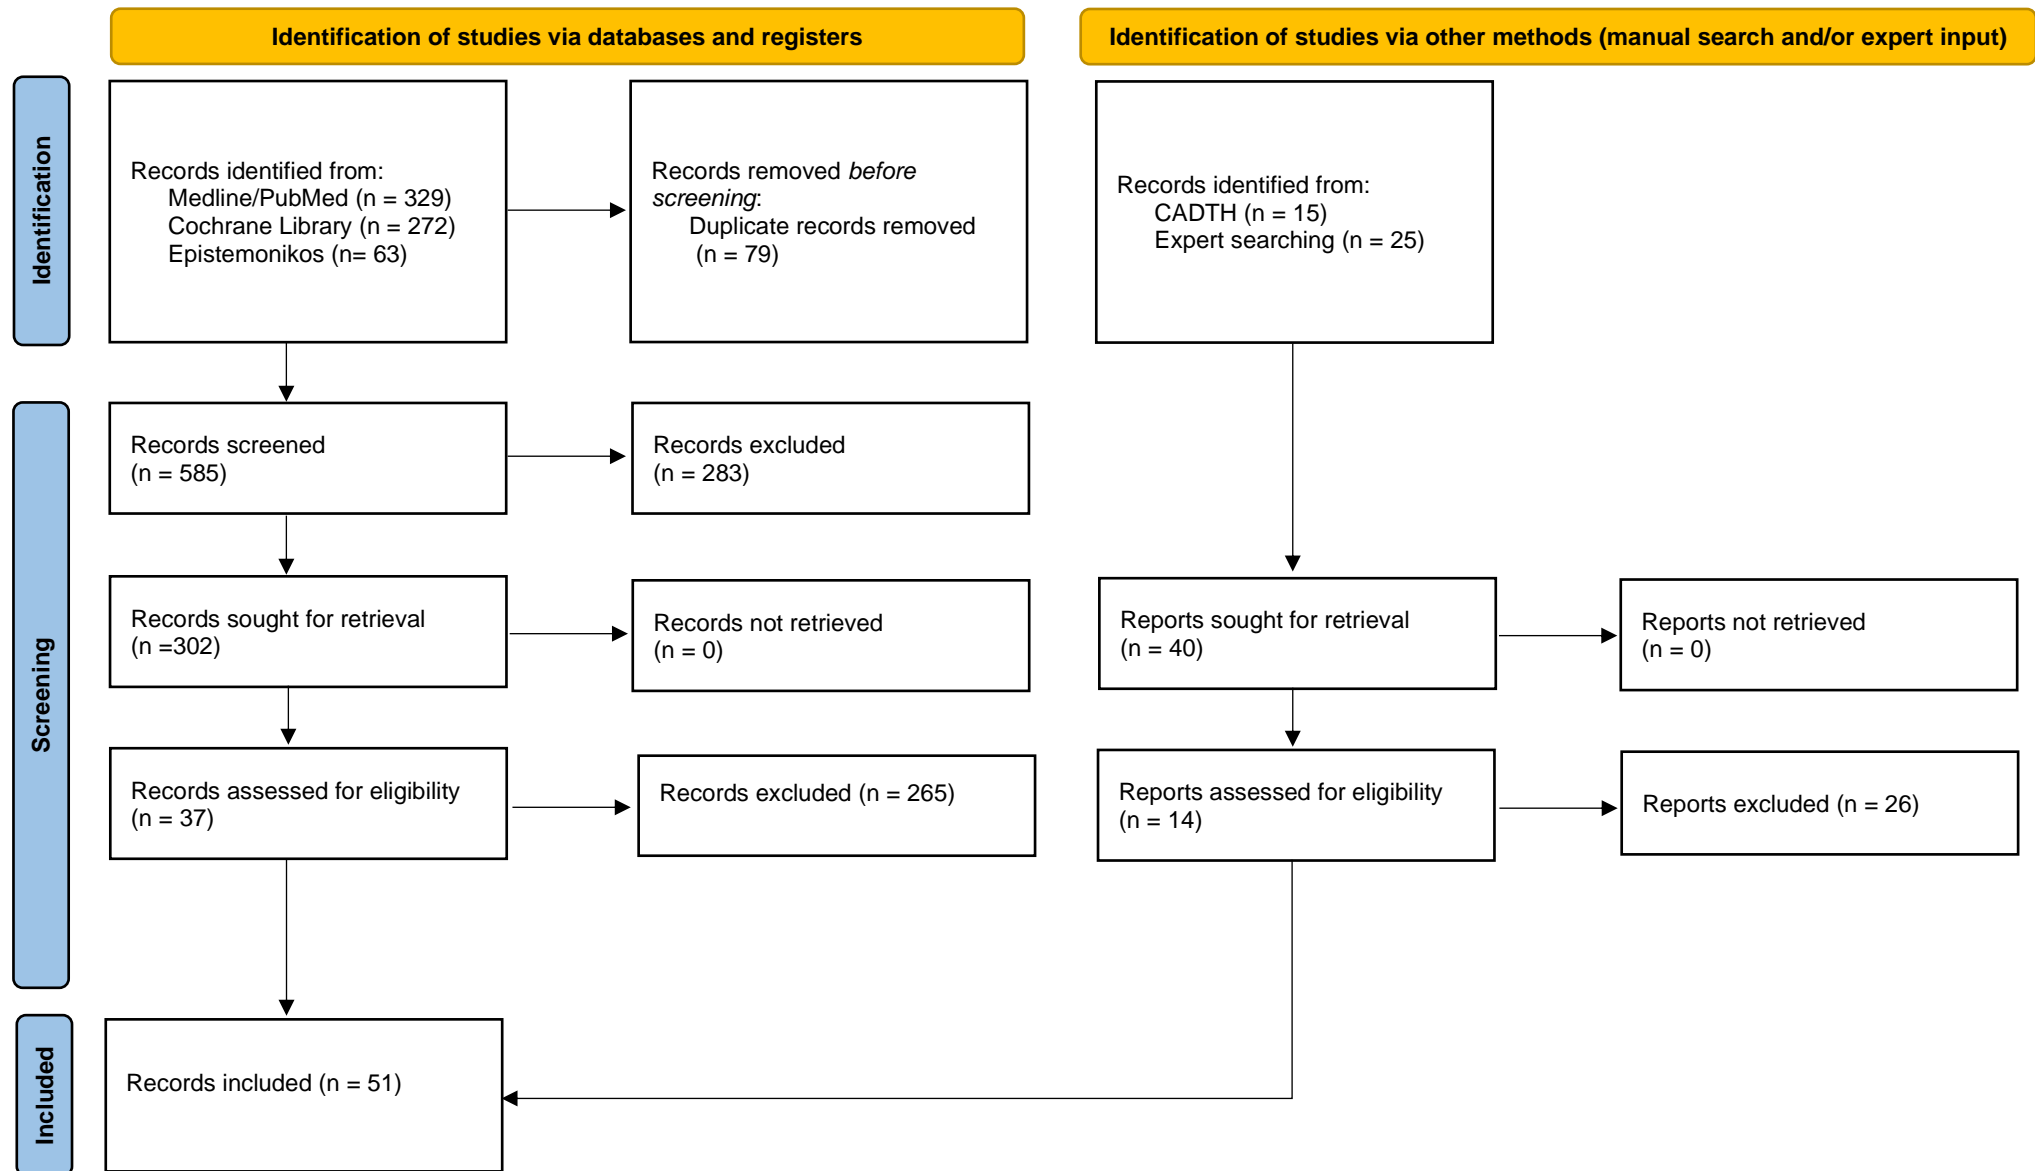 Identification of studies via databases and registers
Identification of studies via other methods (manual search and/or expert input)
Identification
Records identified from:
Medline/PubMed (n = 329)
Cochrane Library (n = 272)
Epistemonikos (n= 63)
Records removed before
screening:
Duplicate records removed
(n = 79)
Records identified from:
CADTH (n = 15)
Expert searching (n = 25)
Screening
Records screened
(n = 585)
Records excluded
(n = 283)
Records sought for retrieval
(n =302)
Records not retrieved
(n = 0)
Reports sought for retrieval
(n = 40)
Reports not retrieved
(n = 0)
Records assessed for eligibility
(n = 37)
Records excluded (n = 265)
Reports assessed for eligibility
(n = 14)
Reports excluded (n = 26)
Included
Records included (n = 51)